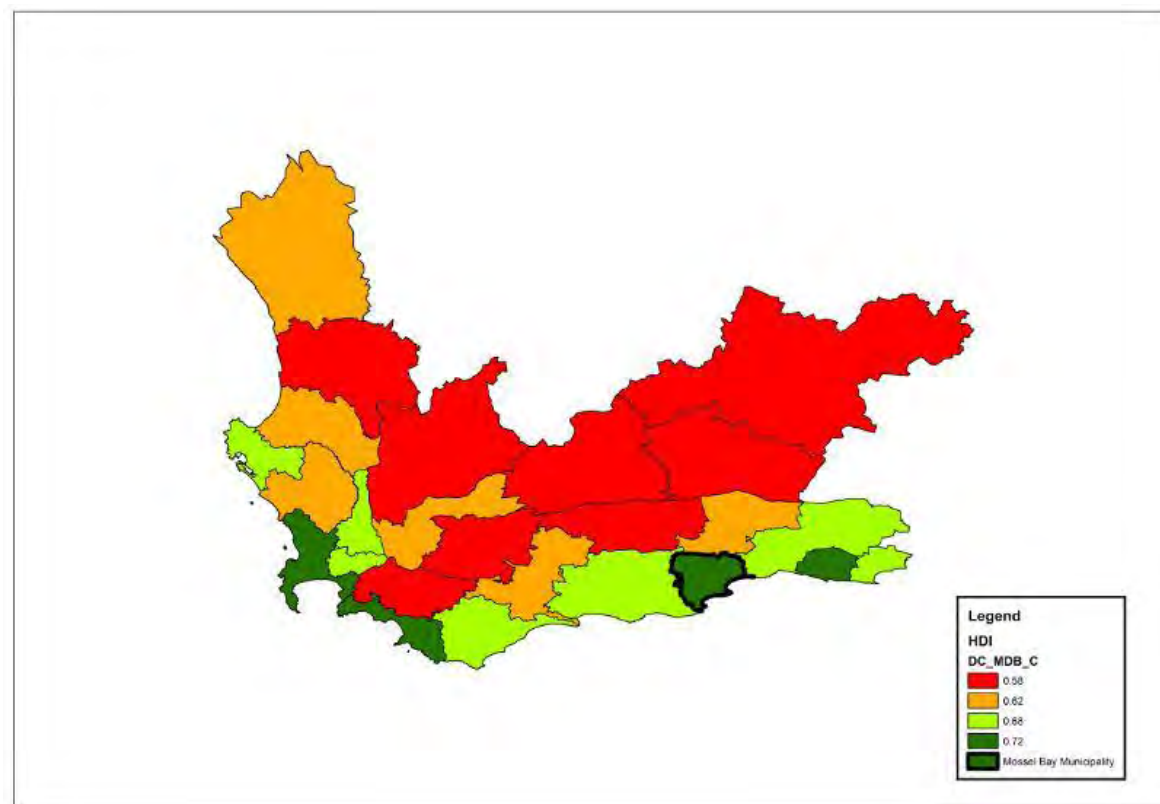 Legend
HDI
DC_MDB_C
0.58
0.62
0.68
0.72
Mossel Bay Municipality